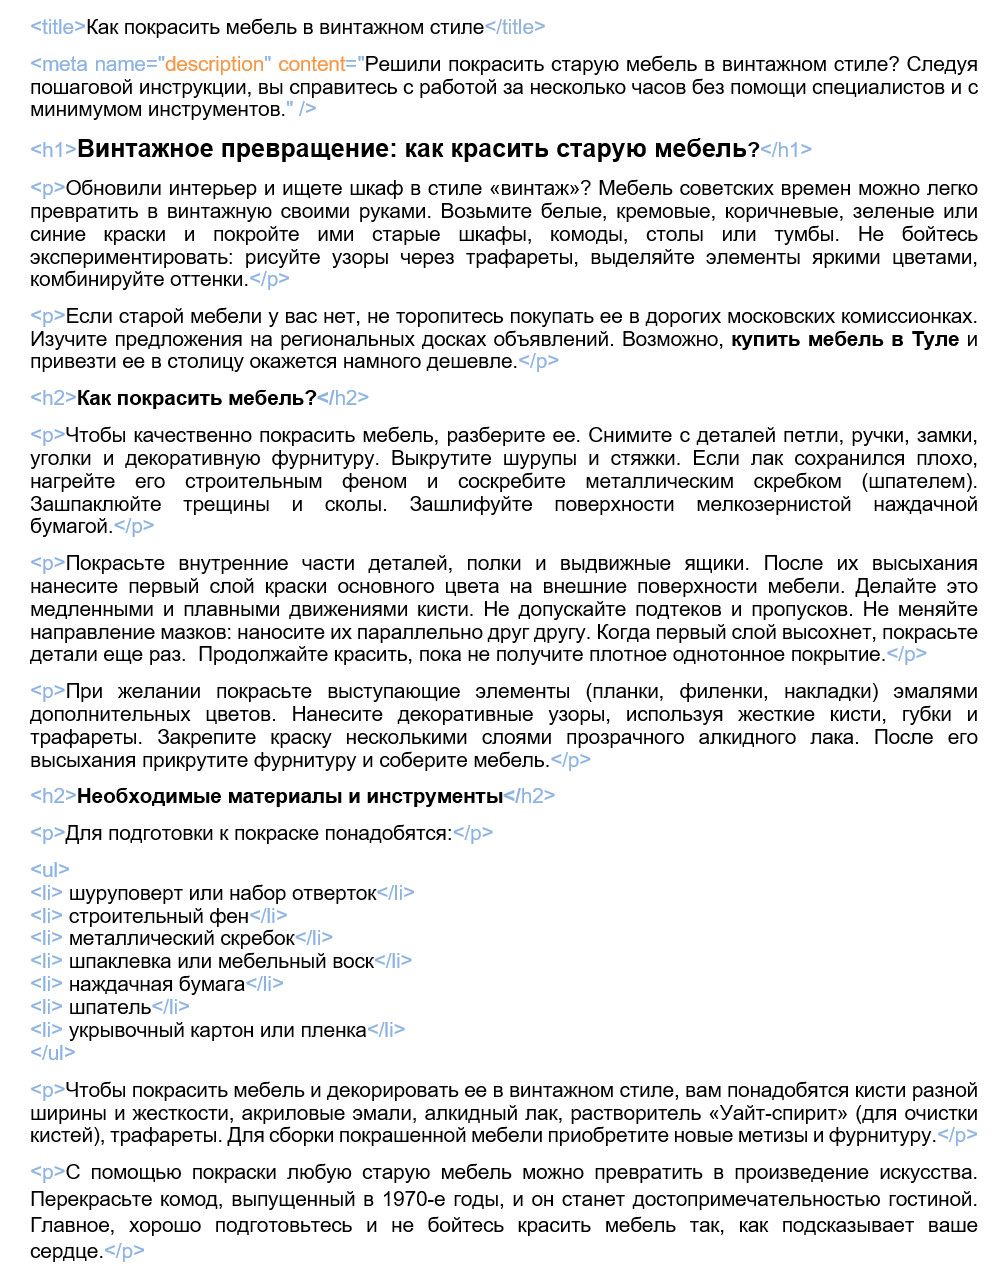 <title>Как покрасить мебель в винтажном стиле</title>
<meta name="description" content="Решили покрасить старую мебель в винтажном стиле? Следуя
пошаговой инструкции, вы справитесь с работой за несколько часов без помощи специалистов и с
минимумом инструментов." />
<h1>Винтажное превращение: как красить старую мебель?</h1>
<p>Обновили интерьер и ищете шкаф в стиле «винтаж»? Мебель советских времен можно легко
превратить в винтажную своими руками. Возьмите белые, кремовые, коричневые, зеленые или
синие краски и покройте ими старые шкафы, комоды, столы или тумбы. Не бойтесь
экспериментировать: рисуйте узоры через трафареты, выделяйте элементы яркими цветами,
комбинируйте оттенки.</p>
<p>Если старой мебели у вас нет, не торопитесь покупать ее в дорогих московских комиссионках.
Изучите предложения на региональных досках объявлений. Возможно, купить мебель в Туле и
привезти ее в столицу окажется намного дешевле.</p>
<h2>Как покрасить мебель?</h2>
<p>Чтобы качественно покрасить мебель, разберите ее. Снимите с деталей петли, ручки, замки,
уголки и декоративную фурнитуру. Выкрутите шурупы и стяжки. Если лак сохранился плохо,
нагрейте его строительным феном и соскребите металлическим скребком (шпателем).
Зашпаклюйте трещины и сколы. Зашлифуйте поверхности мелкозернистой наждачной
бумагой.</p>
<p>Покрасьте внутренние части деталей, полки и выдвижные ящики. После их высыхания
нанесите первый слой краски основного цвета на внешние поверхности мебели. Делайте это
медленными и плавными движениями кисти. Не допускайте подтеков и пропусков. Не меняйте
направление мазков: наносите их параллельно друг другу. Когда первый слой высохнет, покрасьте
детали еще раз.  Продолжайте красить, пока не получите плотное однотонное покрытие.</p>
<p>При желании покрасьте выступающие элементы (планки, филенки, накладки) эмалями
дополнительных цветов. Нанесите декоративные узоры, используя жесткие кисти, губки и
трафареты. Закрепите краску несколькими слоями прозрачного алкидного лака. После его
высыхания прикрутите фурнитуру и соберите мебель.</p>
<h2>Необходимые материалы и инструменты</h2>
<p>Для подготовки к покраске понадобятся:</p>
<ul>
<li> шуруповерт или набор отверток</li>
<li> строительный фен</li>
<li> металлический скребок</li>
<li> шпаклевка или мебельный воск</li>
<li> наждачная бумага</li>
<li> шпатель</li>
<li> укрывочный картон или пленка</li>
</ul>
<p>Чтобы покрасить мебель и декорировать ее в винтажном стиле, вам понадобятся кисти разной
ширины и жесткости, акриловые эмали, алкидный лак, растворитель «Уайт-спирит» (для очистки
кистей), трафареты. Для сборки покрашенной мебели приобретите новые метизы и фурнитуру.</p>
<p>С помощью покраски любую старую мебель можно превратить в произведение искусства.
Перекрасьте комод, выпущенный в 1970-е годы, и он станет достопримечательностью гостиной.
Главное, хорошо подготовьтесь и не бойтесь красить мебель так, как подсказывает ваше
сердце.</p>